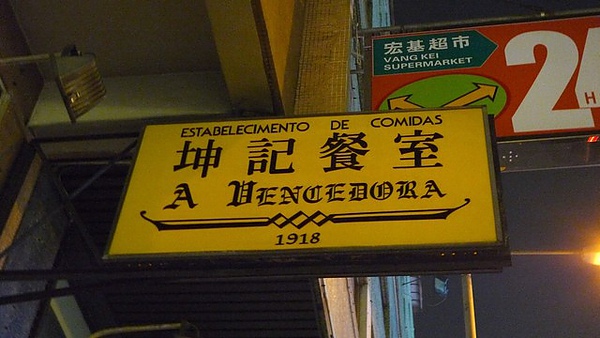 宏基超市
VANG KEI
SUPERMARKET
24
H
ESTABELECIMENTO DE COMIDAS
坤記餐室
A VENCEDORA
1918